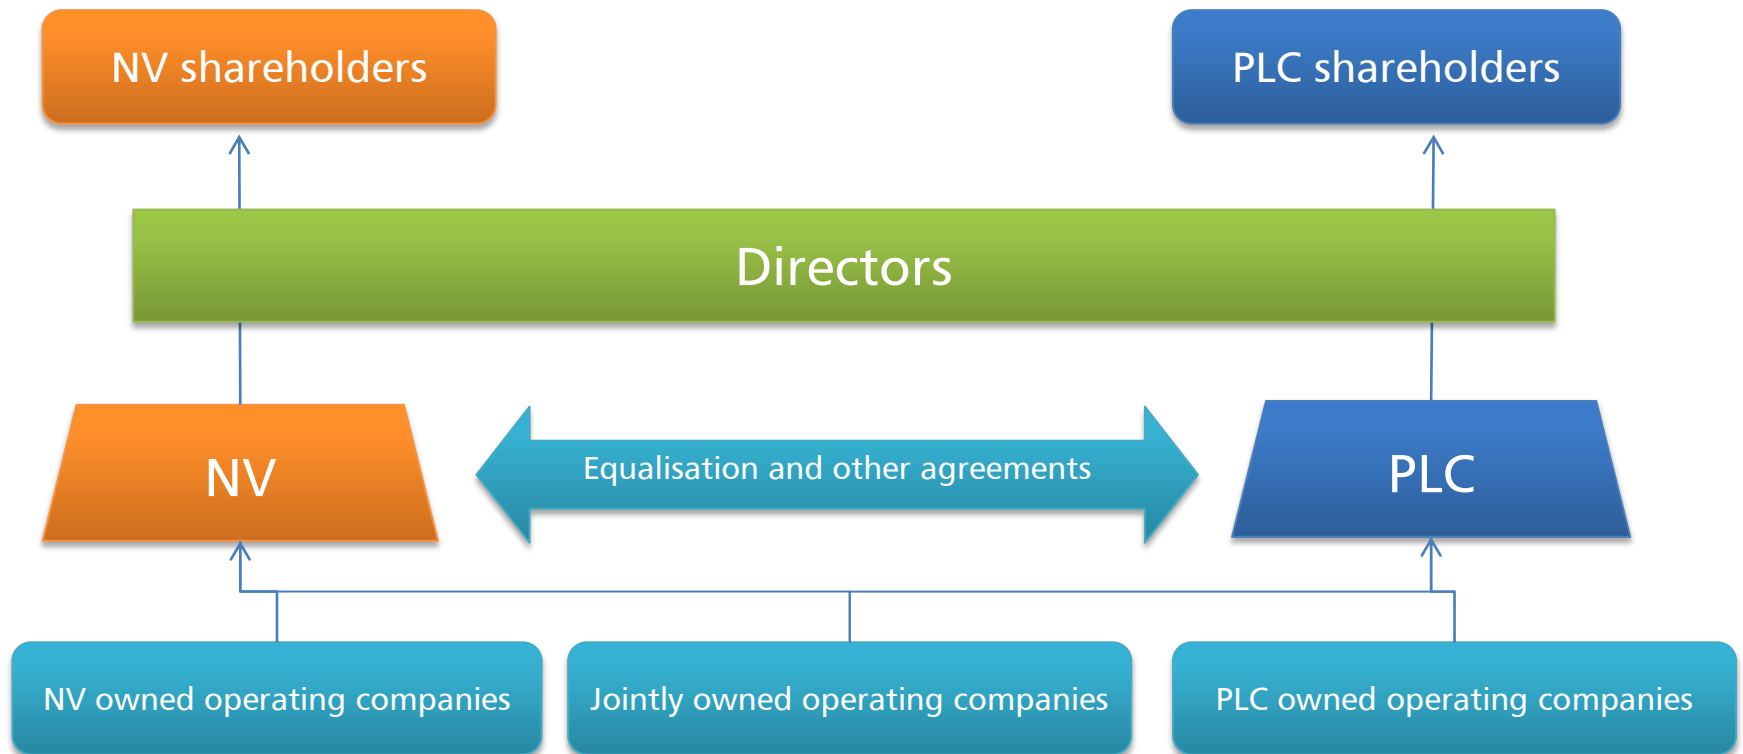 NV shareholders
PLC shareholders
Directors
NV
Equalisation and other agreements
PLC
NV owned operating companies
Jointly owned operating companies
PLC owned operating companies